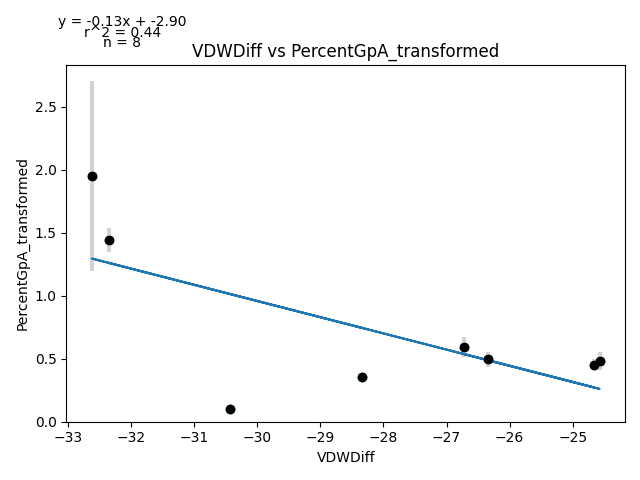 y = -0.13x + -2.90
r^2 = 0.44
n = 8
VDWDiff vs PercentGpA_transformed
PercentGpA_transformed
2.5
2.0
1.5
1.0
0.5
0.0
−33 −32 −31 −30 −29 −28 −27 −26 −25
VDWDiff